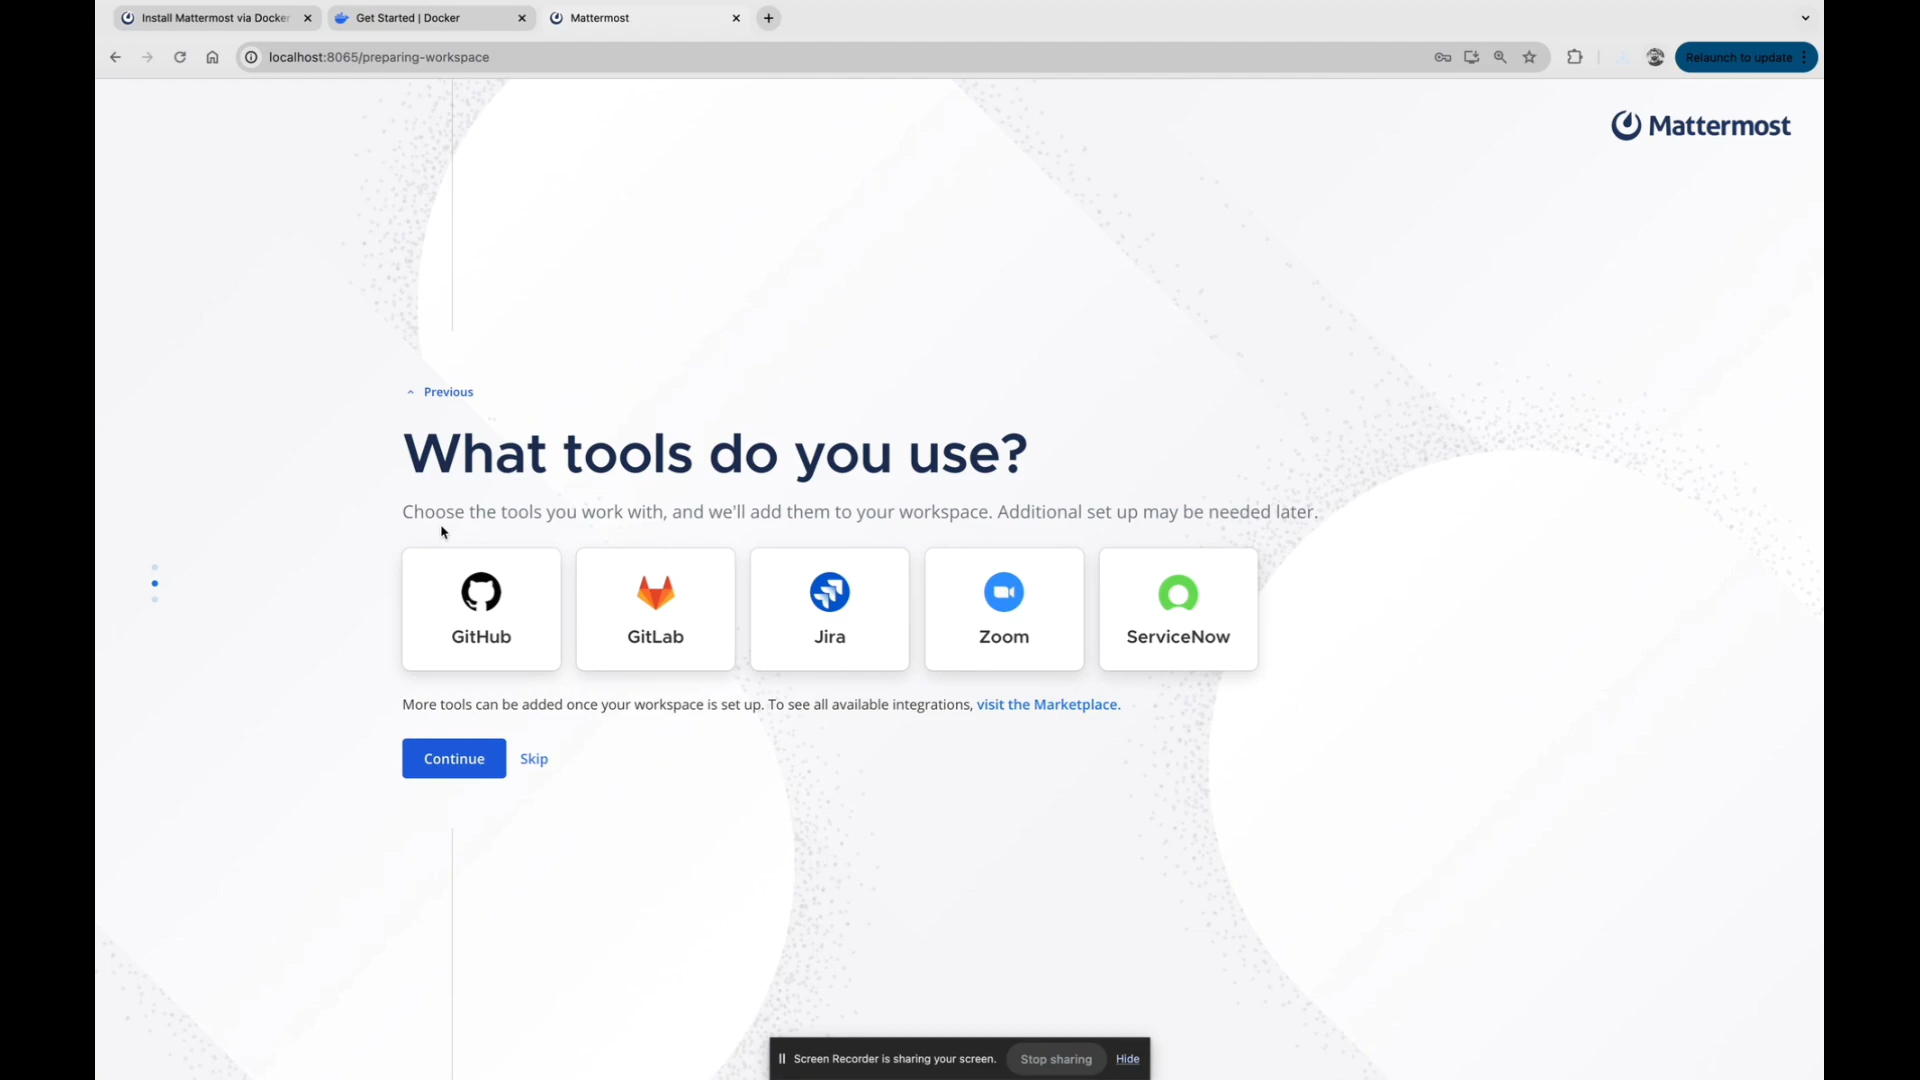 Install Mattermost via Docker
Get Started | Docker
Mattermost
localhost:8065/preparing-workspace
Relaunch to update
Mattermost
Previous
What tools do you use?
Choose the tools you work with, and we'll add them to your workspace. Additional set up may be needed later.
GitHub
GitLab
Jira
Zoom
ServiceNow
More tools can be added once your workspace is set up. To see all available integrations, visit the Marketplace.
Continue
Skip
Screen Recorder is sharing your screen.
Stop sharing
Hide